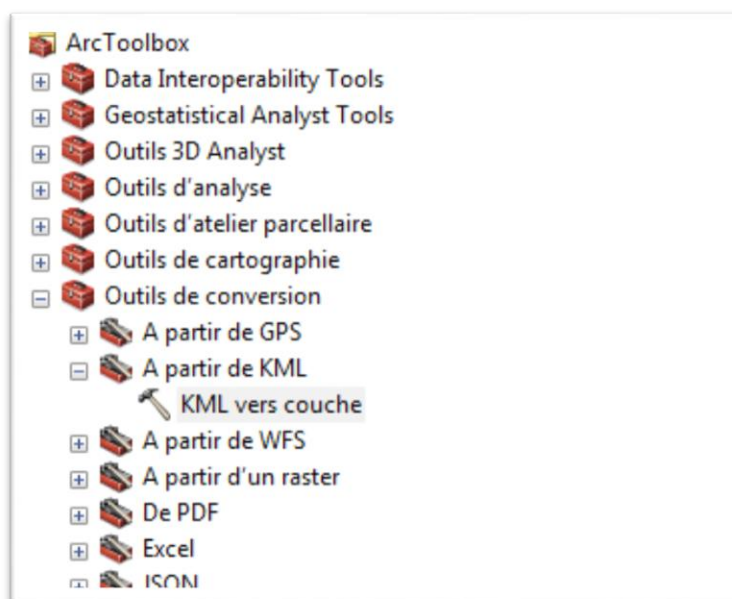 ArcToolbox
Data Interoperability Tools
Geostatistical Analyst Tools
Outils 3D Analyst
Outils d'analyse
Outils d'atelier parcellaire
Outils de cartographie
Outils de conversion
A partir de GPS
A partir de KML
KML vers couche
A partir de WFS
A partir d'un raster
De PDF
Excel
JSON